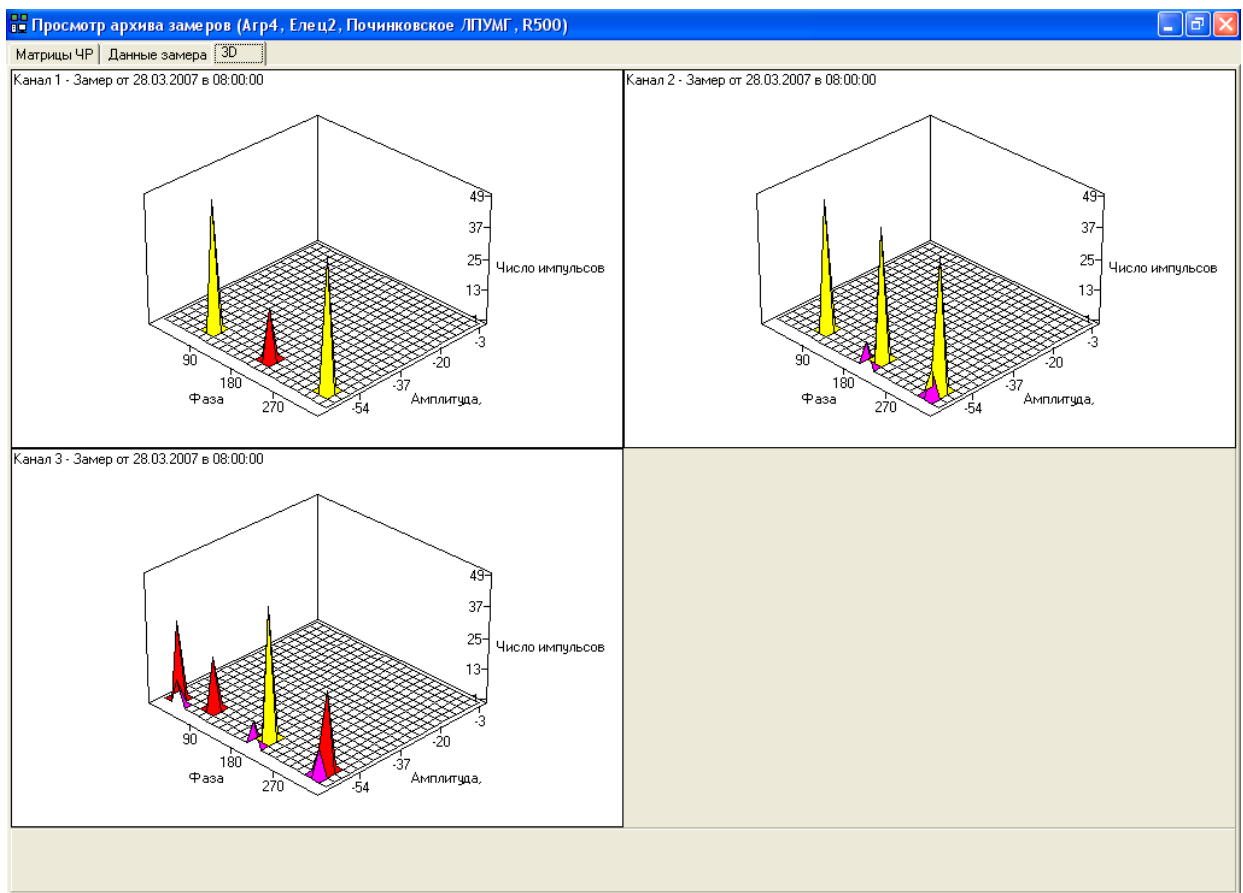 Просмотр архива замеров (Агр4, Елец2, Починковское ЛПУМГ, R500)
Матрицы ЧР Данные замера 3D
Канал 1 - Замер от 28.03.2007 в 08:00:00
49
37
25
Число импульсов
13
1
-3
-20
-37
-54
90
180
270
Фаза
Амплитуда,
Канал 2 - Замер от 28.03.2007 в 08:00:00
49
37
25
Число импульсов
13
1
-3
-20
-37
-54
90
180
270
Фаза
Амплитуда,
Канал 3 - Замер от 28.03.2007 в 08:00:00
49
37
25
Число импульсов
13
1
-3
-20
-37
-54
90
180
270
Фаза
Амплитуда,